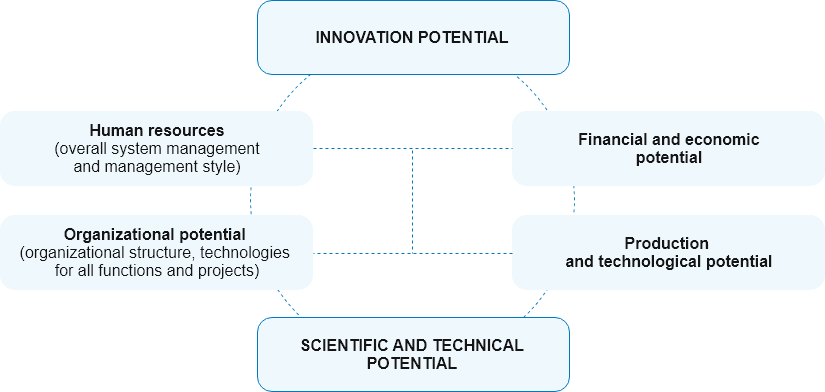 INNOVATION POTENTIAL
Human resources
(overall system management
and management style)
Financial and economic
potential
Organizational potential
(organizational structure, technologies
for all functions and projects)
Production
and technological potential
SCIENTIFIC AND TECHNICAL
POTENTIAL